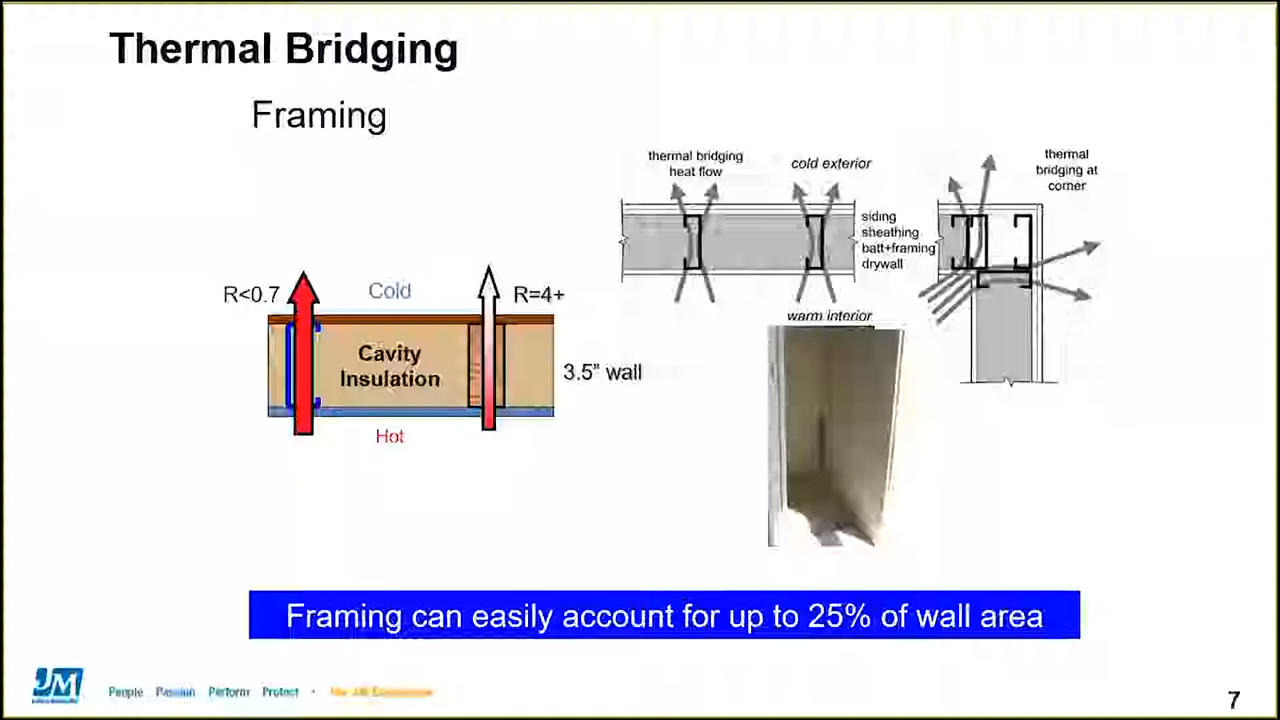 Thermal Bridging
Framing
thermal bridging
heat flow
cold exterior
thermal
bridging at
corner
siding
sheathing
batt+framing
drywall
warm interior
R<0.7
Cold
R=4+
Cavity
Insulation
3.5” wall
Hot
Framing can easily account for up to 25% of wall area
JM
People Passion Perform Protect
7